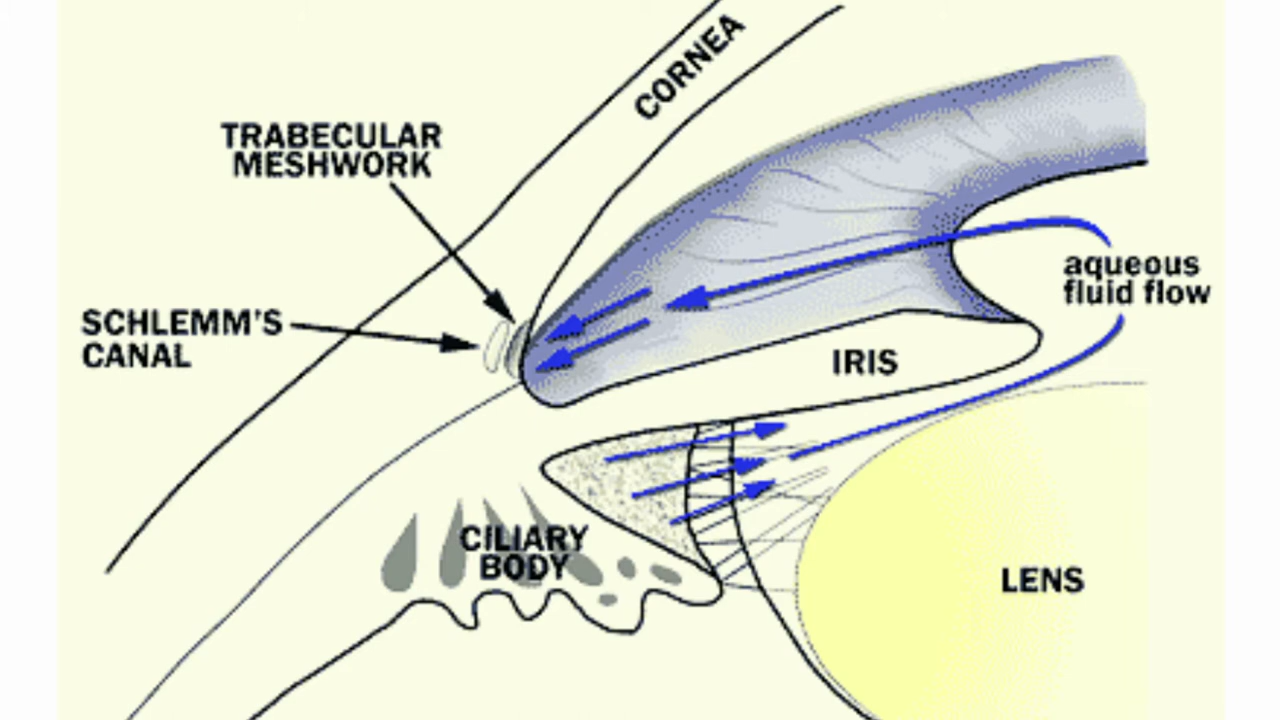 CORNEA
TRABECULAR
MESHWORK
SCHLEMM'S
CANAL
aqueous
fluid flow
IRIS
CILIARY
BODY
LENS